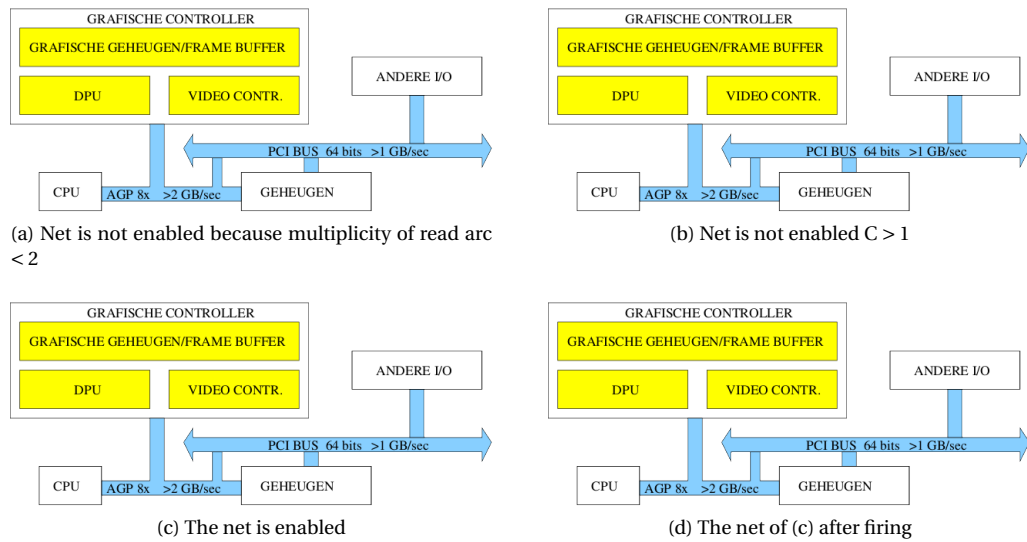 GRAFISCHE CONTROLLER
GRAFISCHE GEHEUGEN/FRAME BUFFER
DPU
VIDEO CONTR.
ANDERE I/O
PCI BUS 64 bits >1 GB/sec
CPU
AGP 8x >2 GB/sec
GEHEUGEN
(a) Net is not enabled because multiplicity of read arc
< 2
GRAFISCHE CONTROLLER
GRAFISCHE GEHEUGEN/FRAME BUFFER
DPU
VIDEO CONTR.
ANDERE I/O
PCI BUS 64 bits >1 GB/sec
CPU
AGP 8x >2 GB/sec
GEHEUGEN
(b) Net is not enabled C > 1
GRAFISCHE CONTROLLER
GRAFISCHE GEHEUGEN/FRAME BUFFER
DPU
VIDEO CONTR.
ANDERE I/O
PCI BUS 64 bits >1 GB/sec
CPU
AGP 8x >2 GB/sec
GEHEUGEN
(c) The net is enabled
GRAFISCHE CONTROLLER
GRAFISCHE GEHEUGEN/FRAME BUFFER
DPU
VIDEO CONTR.
ANDERE I/O
PCI BUS 64 bits >1 GB/sec
CPU
AGP 8x >2 GB/sec
GEHEUGEN
(d) The net of (c) after firing